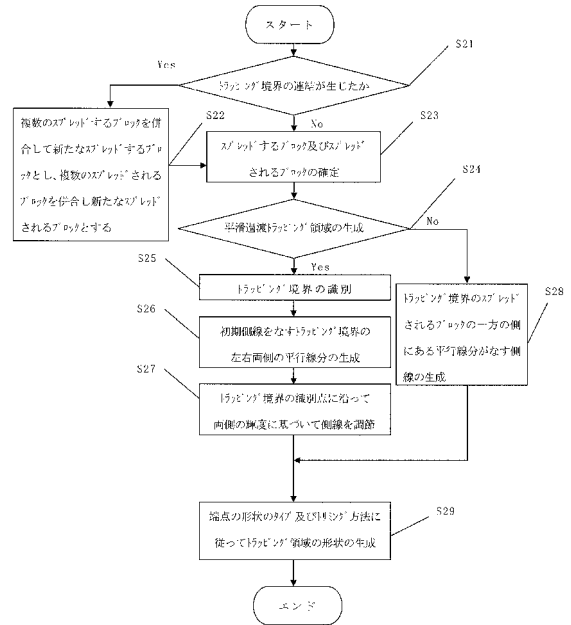 スタート
S21
Yes
トラッピング境界の連結が生じたか
S22
No
S23
複数のスプレッドするブロックを併
合して新たなスプレッドするブロ
ックとし、複数のスプレッドされる
ブロックを併合し新たなスプレッド
されるブロックとする
スプレッドするブロック及びスプレッド
されるブロックの確定
S24
平滑過渡トラッピング領域の生成
No
S25
Yes
トラッピング境界の識別
S26
S28
初期側線をなすトラッピング境界の
左右両側の平行線分の生成
トラッピング境界のスプレッド
されるブロックの一方の側
にある平行線分がなす側
線の生成
S27
トラッピング境界の識別点に沿って
両側の輝度に基づいて側線を調節
S29
端点の形状のタイプ及びトリミング方法に
従ってトラッピング領域の形状の生成
エンド